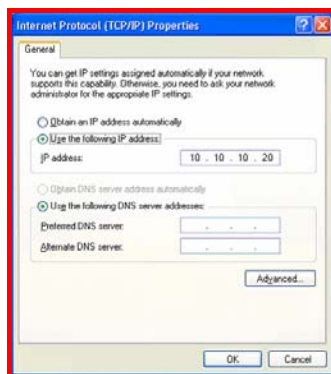 Internet Protocol (TCP/IP) Properties
General
You can get IP settings assigned automatically if your network
supports this capability. Otherwise, you need to ask your network
administrator for the appropriate IP settings.
Obtain an IP address automatically
Use the following IP address:
IP address: 10 . 10 . 10 . 20
Obtain DNS server address automatically
Use the following DNS server addresses:
Preferred DNS server: . . .
Alternate DNS server: . . .
Advanced...
OK Cancel